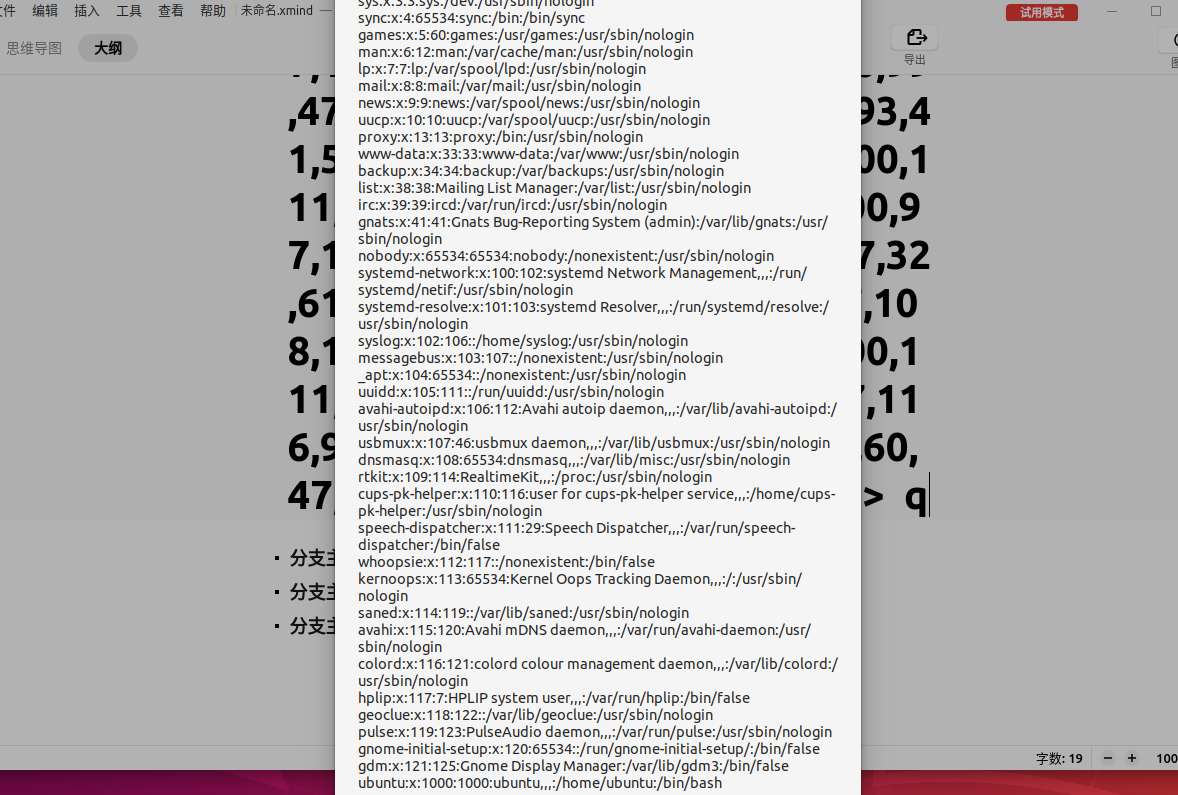 文件 编辑 插入 工具 查看 帮助 未命名.xmind
试用模式
思维导图 大纲
导出
sys:x:3:3:sys:/dev:/usr/sbin/nologin
sync:x:4:65534:sync:/bin:/bin/sync
games:x:5:60:games:/usr/games:/usr/sbin/nologin
man:x:6:12:man:/var/cache/man:/usr/sbin/nologin
lp:x:7:7:lp:/var/spool/lpd:/usr/sbin/nologin
mail:x:8:8:mail:/var/mail:/usr/sbin/nologin
news:x:9:9:news:/var/spool/news:/usr/sbin/nologin
uucp:x:10:10:uucp:/var/spool/uucp:/usr/sbin/nologin
proxy:x:13:13:proxy:/bin:/usr/sbin/nologin
www-data:x:33:33:www-data:/var/www:/usr/sbin/nologin
backup:x:34:34:backup:/var/backups:/usr/sbin/nologin
list:x:38:38:Mailing List Manager:/var/list:/usr/sbin/nologin
irc:x:39:39:ircd:/var/run/ircd:/usr/sbin/nologin
gnats:x:41:41:Gnats Bug-Reporting System (admin):/var/lib/gnats:/usr/
sbin/nologin
nobody:x:65534:65534:nobody:/nonexistent:/usr/sbin/nologin
systemd-network:x:100:102:systemd Network Management,,,:/run/
systemd/netif:/usr/sbin/nologin
systemd-resolve:x:101:103:systemd Resolver,,,:/run/systemd/resolve:/
usr/sbin/nologin
syslog:x:102:106::/home/syslog:/usr/sbin/nologin
messagebus:x:103:107::/nonexistent:/usr/sbin/nologin
_apt:x:104:65534::/nonexistent:/usr/sbin/nologin
uuidd:x:105:111::/run/uuidd:/usr/sbin/nologin
avahi-autoipd:x:106:112:Avahi autoip daemon,,,:/var/lib/avahi-autoipd:/
usr/sbin/nologin
usbmux:x:107:46:usbmux daemon,,,:/var/lib/usbmux:/usr/sbin/nologin
dnsmasq:x:108:65534:dnsmasq,,,:/var/lib/misc:/usr/sbin/nologin
rtkit:x:109:114:RealtimeKit,,,:/proc:/usr/sbin/nologin
cups-pk-helper:x:110:116:user for cups-pk-helper service,,,:/home/cups-
pk-helper:/usr/sbin/nologin
speech-dispatcher:x:111:29:Speech Dispatcher,,,:/var/run/speech-
dispatcher:/bin/false
whoopsie:x:112:117::/nonexistent:/bin/false
kernoops:x:113:65534:Kernel Oops Tracking Daemon,,,:/:/usr/sbin/
nologin
saned:x:114:119::/var/lib/saned:/usr/sbin/nologin
avahi:x:115:120:Avahi mDNS daemon,,,:/var/run/avahi-daemon:/usr/
sbin/nologin
colord:x:116:121:colord colour management daemon,,,:/var/lib/colord:/
usr/sbin/nologin
hplip:x:117:7:HPLIP system user,,,:/var/run/hplip:/bin/false
geoclue:x:118:122::/var/lib/geoclue:/usr/sbin/nologin
pulse:x:119:123:PulseAudio daemon,,,:/var/run/pulse:/usr/sbin/nologin
gnome-initial-setup:x:120:65534::/run/gnome-initial-setup/:/bin/false
gdm:x:121:125:Gnome Display Manager:/var/lib/gdm3:/bin/false
ubuntu:x:1000:1000:ubuntu,,,:/home/ubuntu:/bin/bash
,47 93,4
1,5 00,1
11, 00,9
7,1 7,32
,61 ,10
8,1 00,1
11, ,11
6,9 60,
47, > q
分支主
分支主
分支主
字数: 19 100